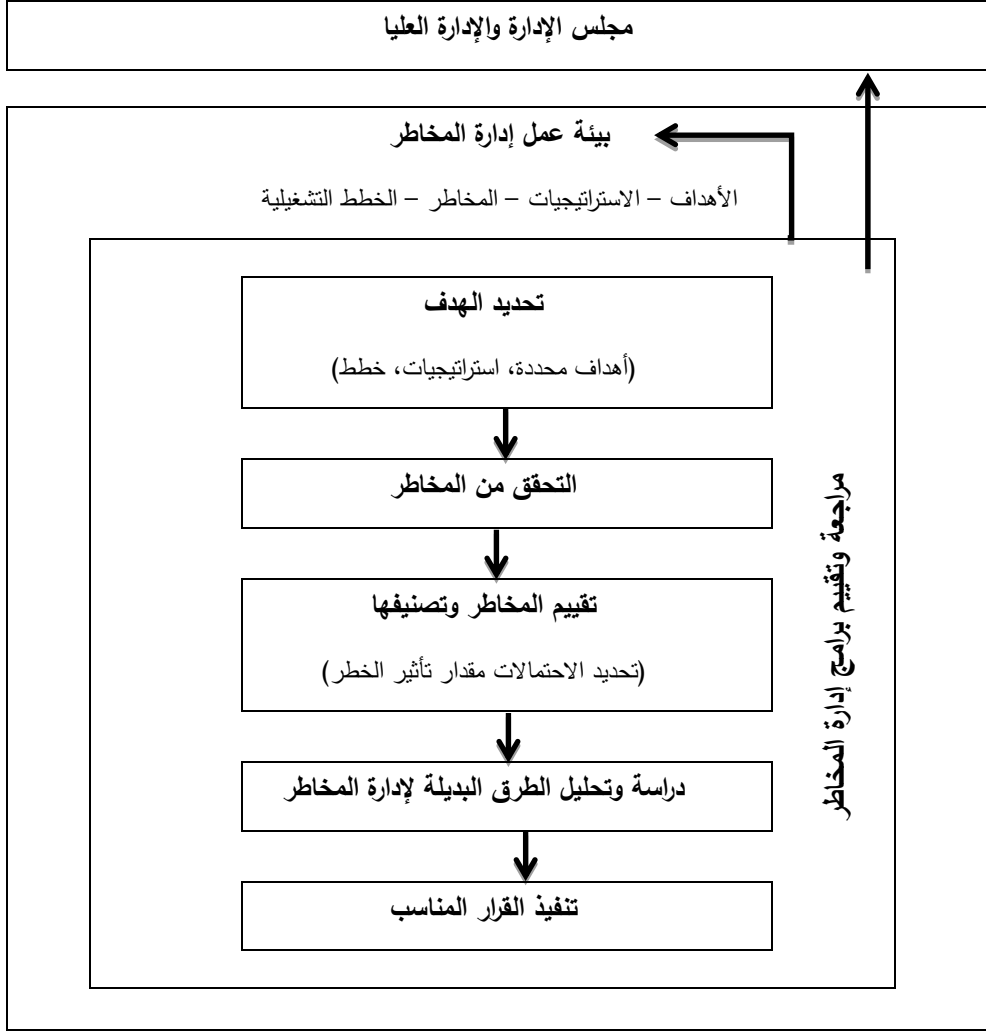 مجلس الإدارة والإدارة العليا
بيئة عمل إدارة المخاطر
الأهداف – الاستراتيجيات – المخاطر – الخطط التشغيلية
تحديد الهدف
(أهداف محددة، استراتيجيات، خطط)
التحقق من المخاطر
تقييم المخاطر وتصنيفها
(تحديد الاحتمالات مقدار تأثير الخطر)
دراسة وتحليل الطرق البديلة لإدارة المخاطر
تنفيذ القرار المناسب
مراجعة وتقييم برامج إدارة المخاطر